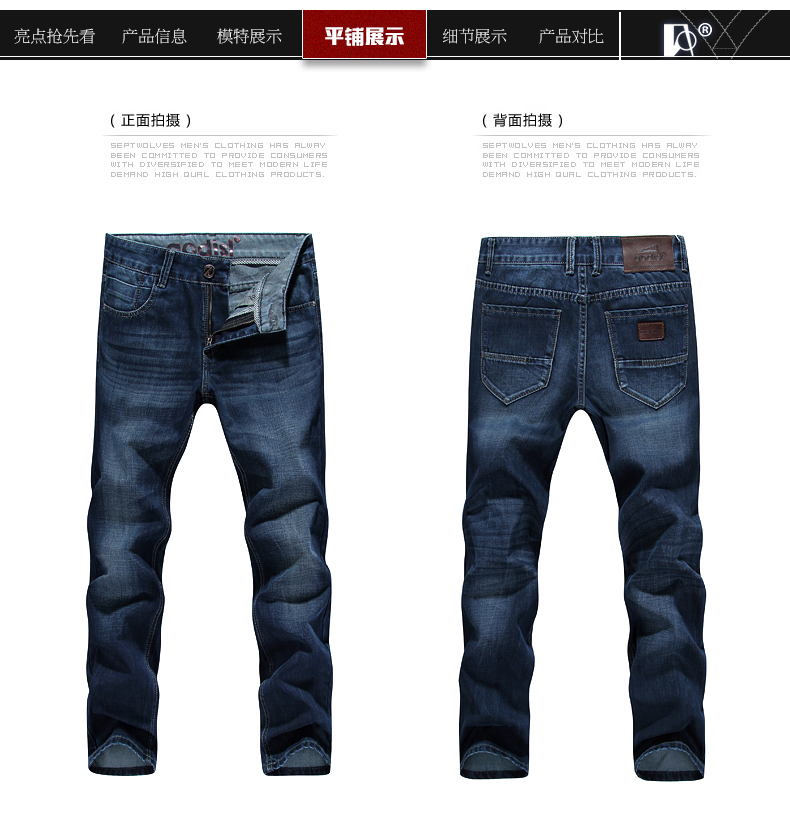 亮点抢先看 产品信息 模特展示 平铺展示 细节展示 产品对比 ®
( 正面拍摄 )
SEPTWOLVES MEN'S CLOTHING HAS ALWAY
BEEN COMMITTED TO PROVIDE CONSUMERS
WITH DIVERSIFIED TO MEET MODERN LIFE
DEMAND HIGH QUAL CLOTHING PRODUCTS.
( 背面拍摄 )
SEPTWOLVES MEN'S CLOTHING HAS ALWAY
BEEN COMMITTED TO PROVIDE CONSUMERS
WITH DIVERSIFIED TO MEET MODERN LIFE
DEMAND HIGH QUAL CLOTHING PRODUCTS.